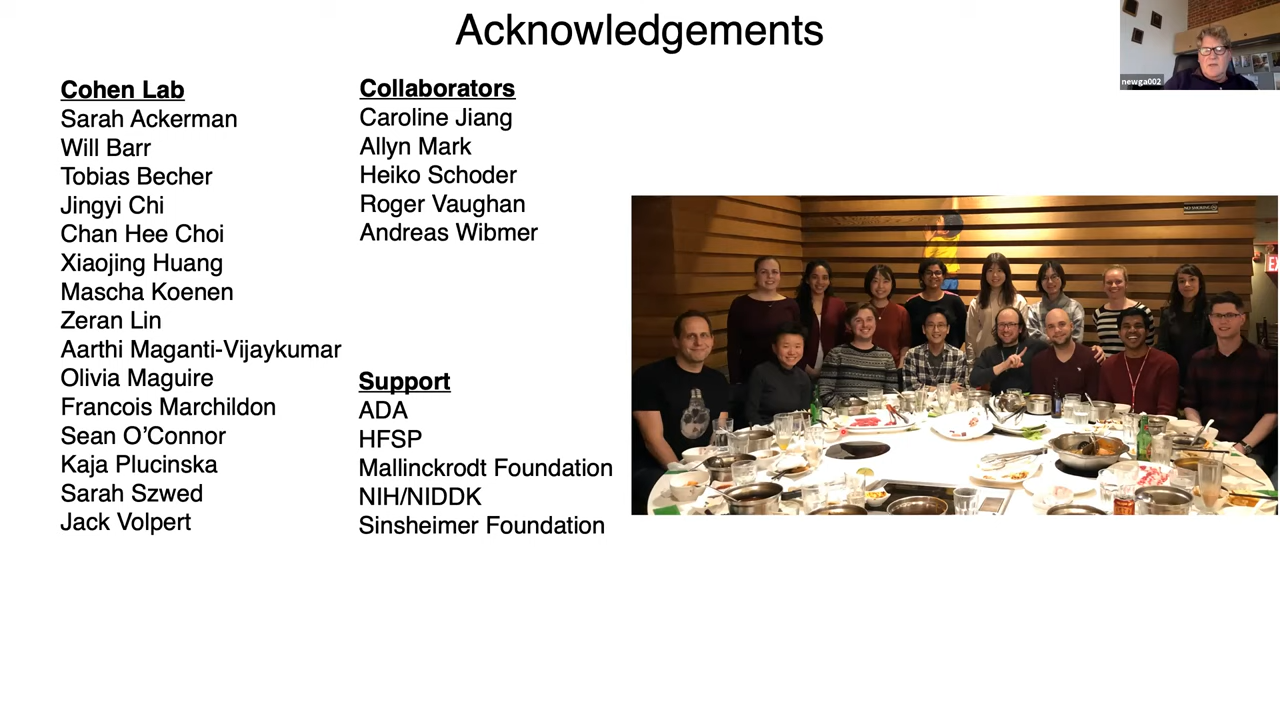 Acknowledgements
newga002
Cohen Lab
Sarah Ackerman
Will Barr
Tobias Becher
Jingyi Chi
Chan Hee Choi
Xiaojing Huang
Mascha Koenen
Zeran Lin
Aarthi Maganti-Vijaykumar
Olivia Maguire
Francois Marchildon
Sean O’Connor
Kaja Plucinska
Sarah Szwed
Jack Volpert
Collaborators
Caroline Jiang
Allyn Mark
Heiko Schoder
Roger Vaughan
Andreas Wibmer
Support
ADA
HFSP
Mallinckrodt Foundation
NIH/NIDDK
Sinsheimer Foundation